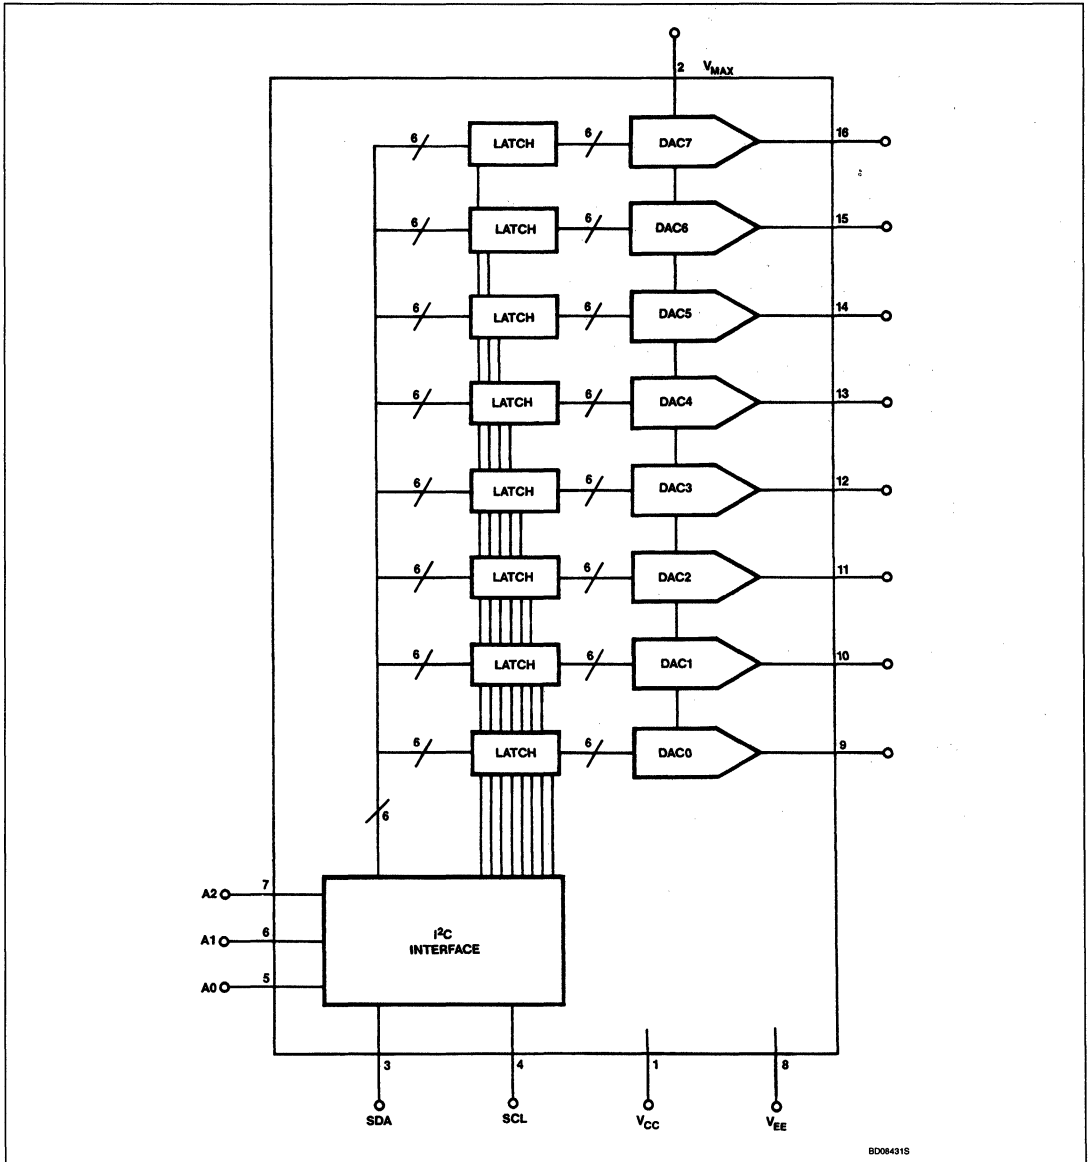 2 VMAX
6 LATCH 6 DAC7 16
6 LATCH 6 DAC6 15
6 LATCH 6 DAC5 14
6 LATCH 6 DAC4 13
6 LATCH 6 DAC3 12
6 LATCH 6 DAC2 11
6 LATCH 6 DAC1 10
6 LATCH 6 DAC0 9
6
A2 7
A1 6
A0 5
I²C
INTERFACE
3 4 1 8
SDA SCL VCC VEE
BD08431S